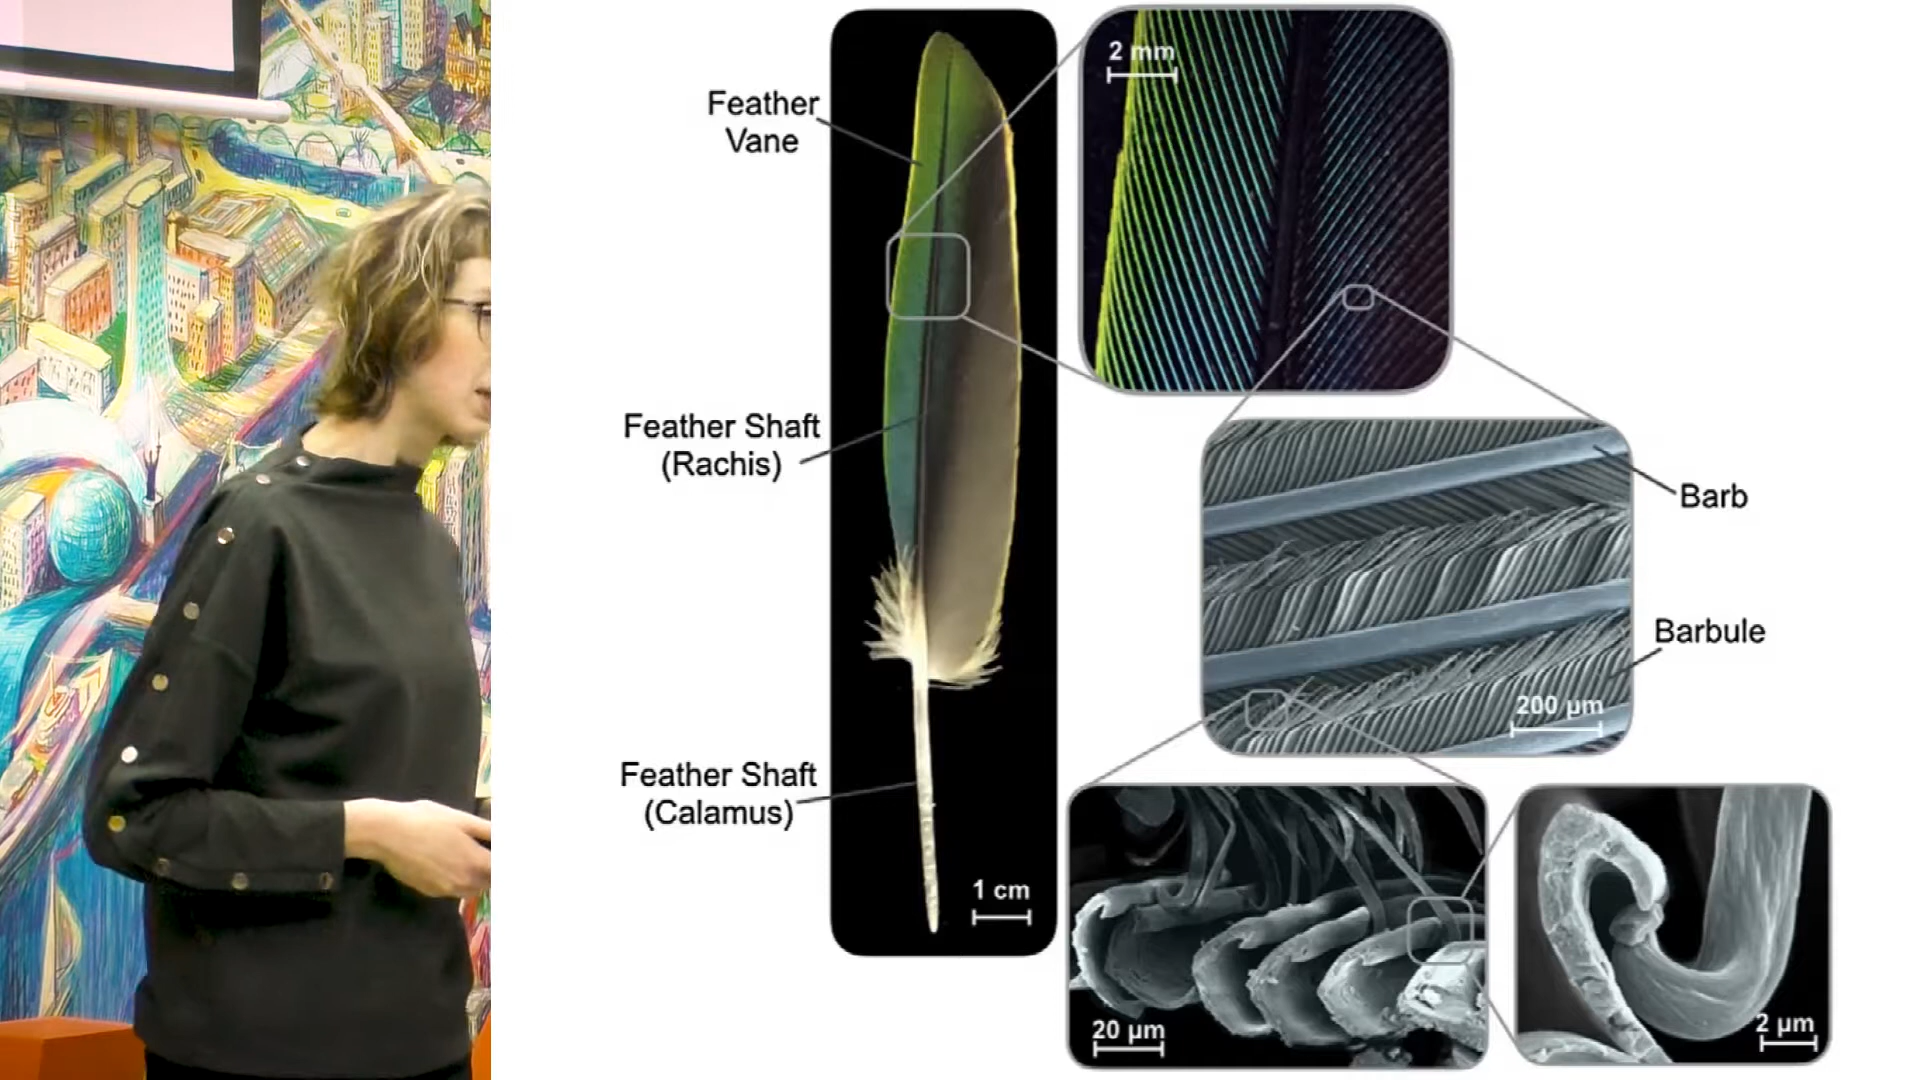 Feather
Vane
2 mm
Feather Shaft
(Rachis)
Barb
Barbule
200 µm
Feather Shaft
(Calamus)
1 cm
20 µm
2 µm